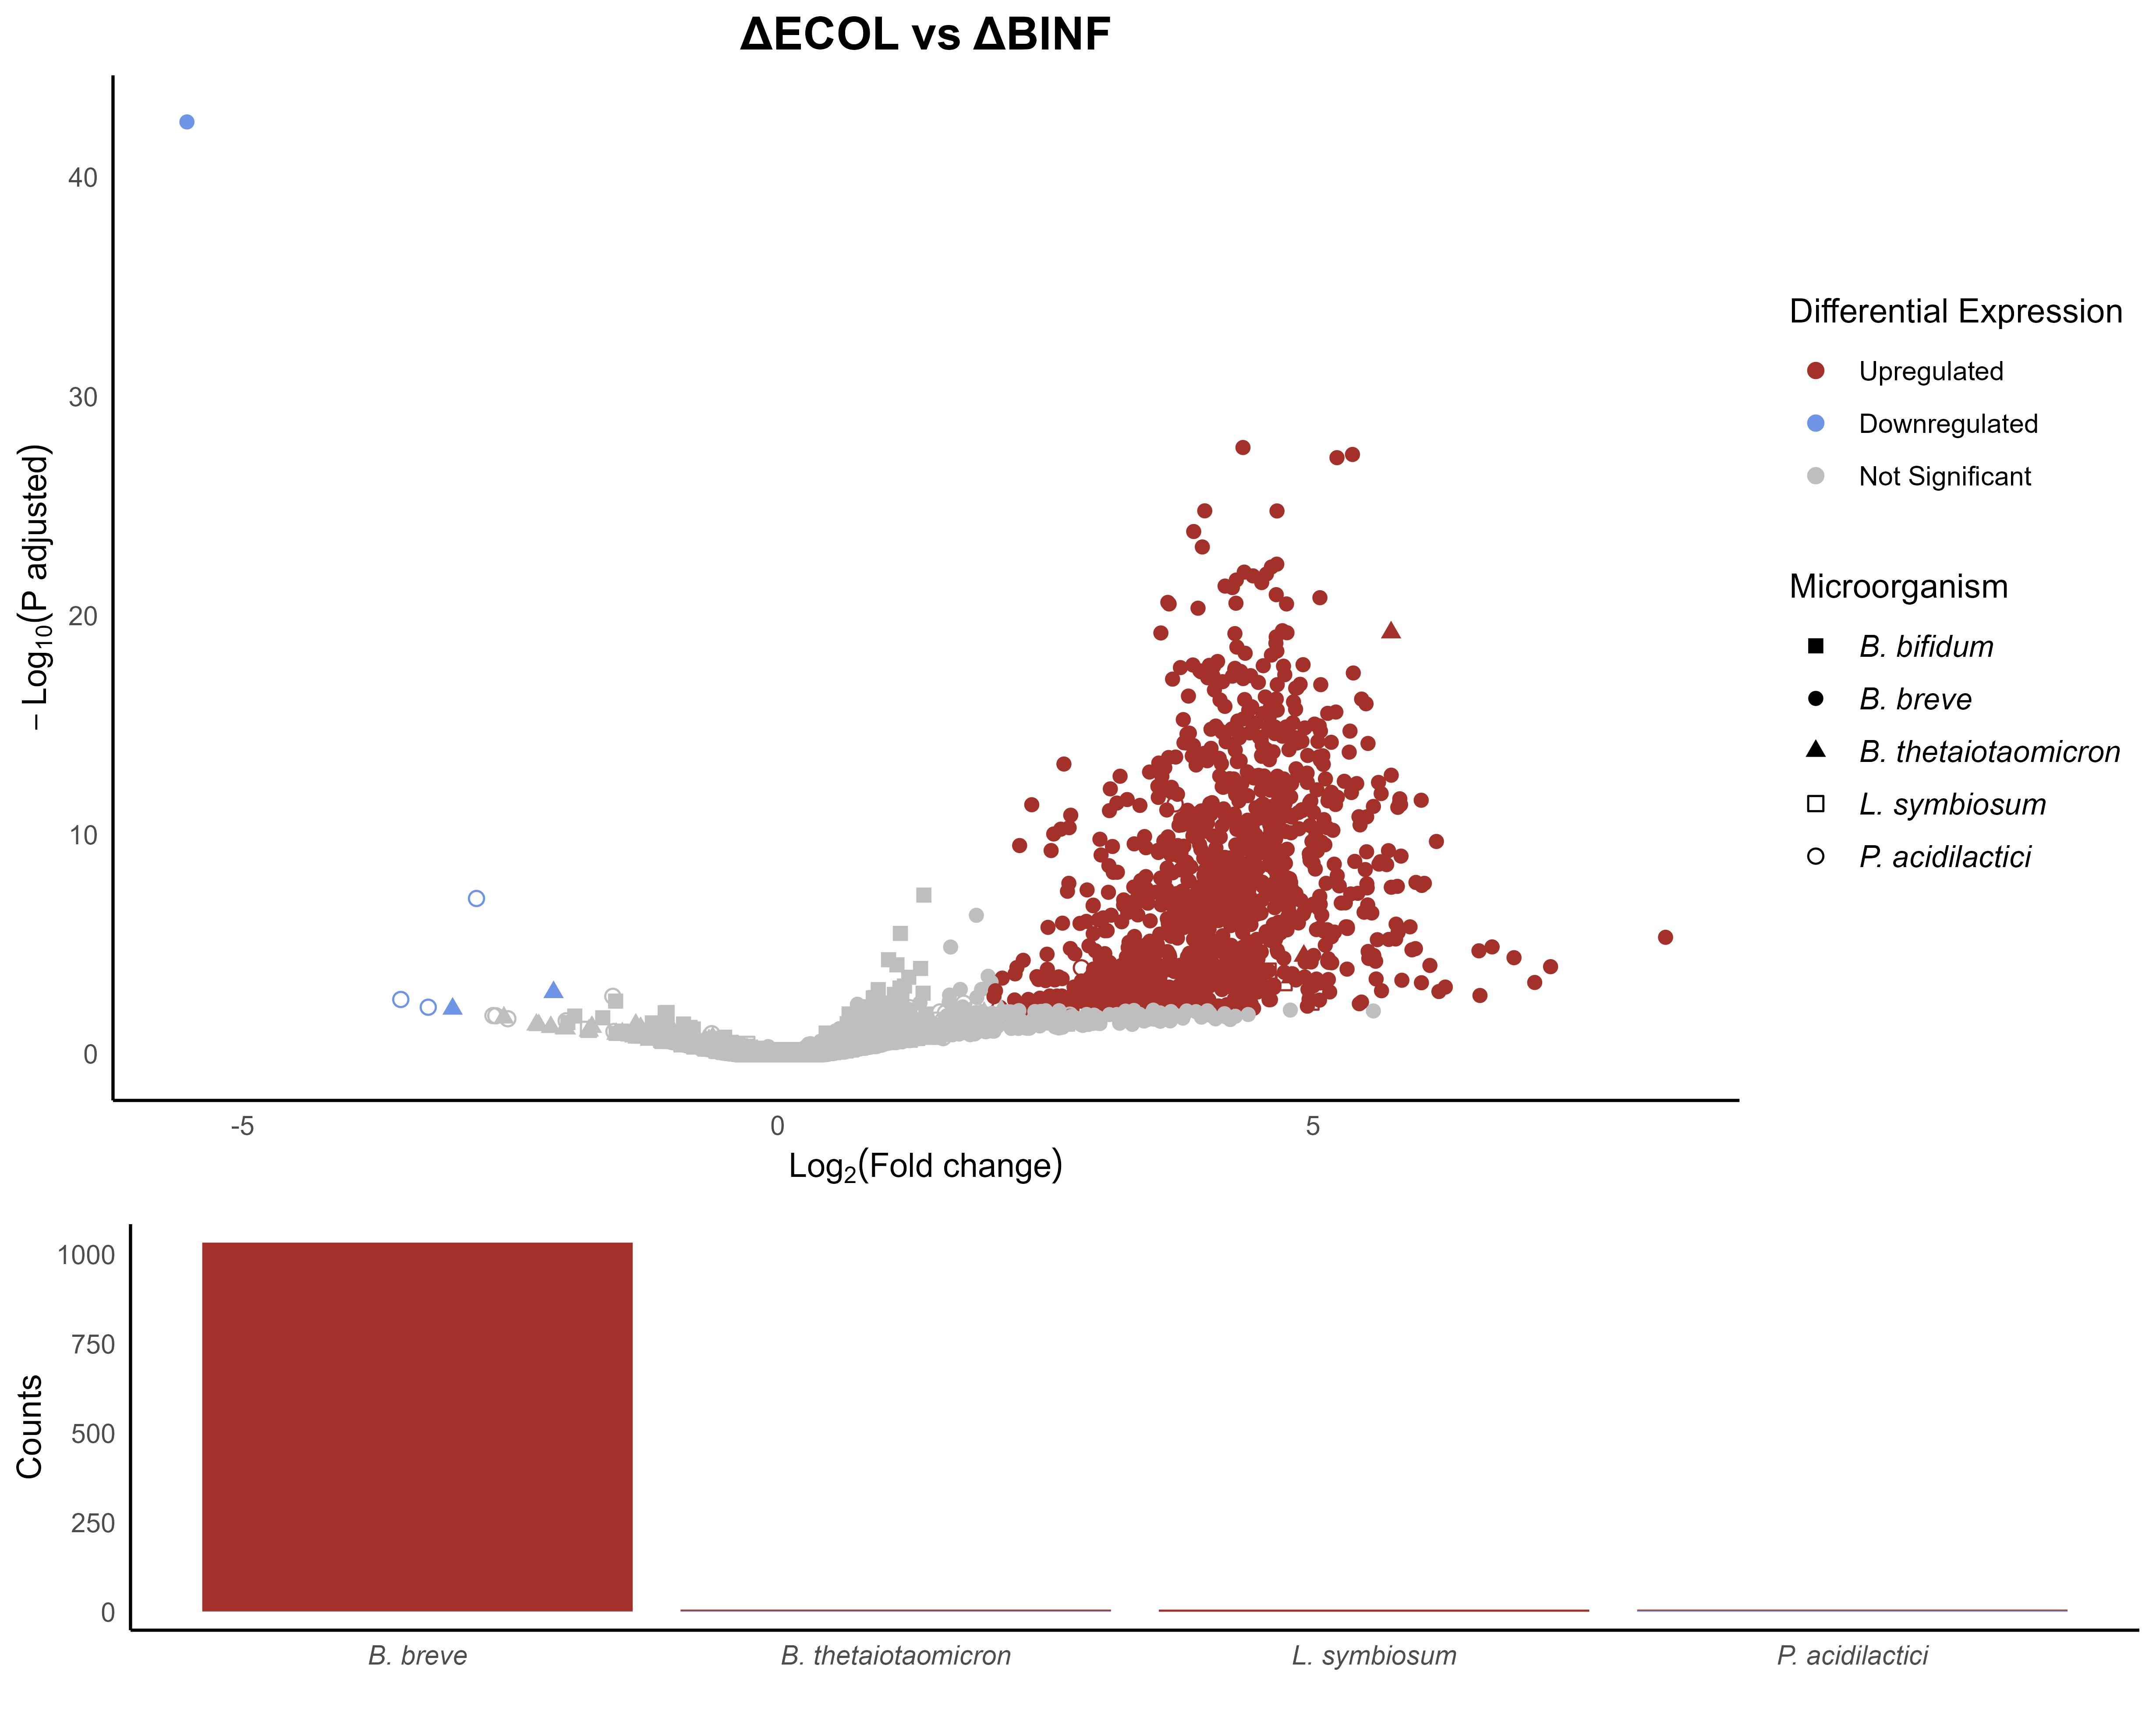 ΔECOL vs ΔBINF
40
30
20
10
0
− Log10(P adjusted)
-5
0
5
Log2(Fold change)
Differential Expression
Upregulated
Downregulated
Not Significant
Microorganism
B. bifidum
B. breve
B. thetaiotaomicron
L. symbiosum
P. acidilactici
1000
750
500
250
0
Counts
B. breve
B. thetaiotaomicron
L. symbiosum
P. acidilactici